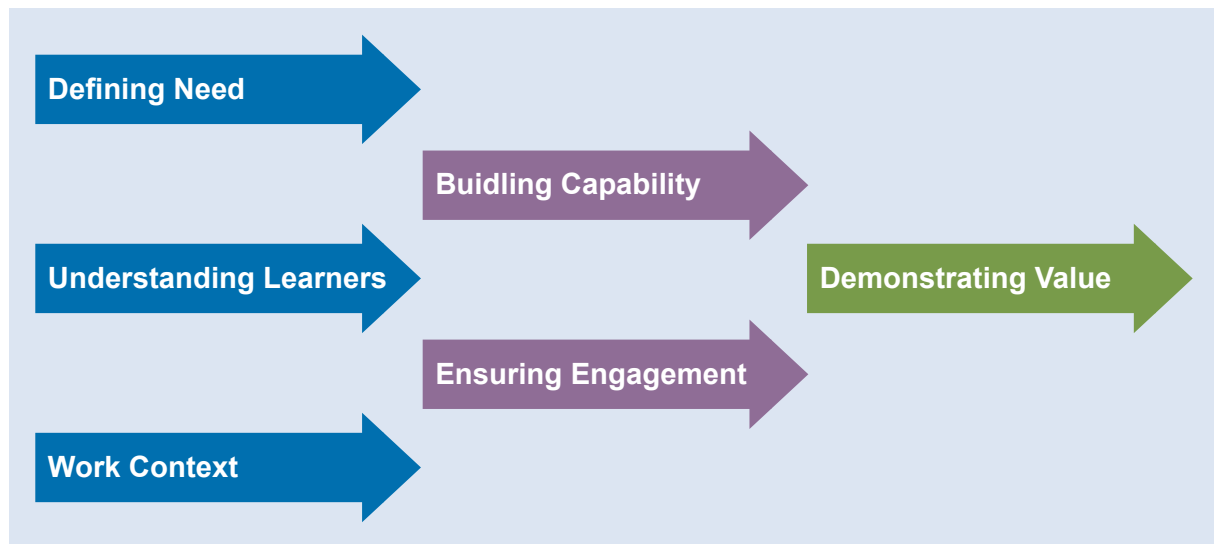 Defining Need
Understanding Learners
Work Context
Buidling Capability
Ensuring Engagement
Demonstrating Value